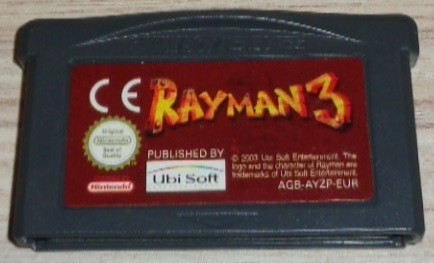 CE RAYMAN 3
Original
Nintendo
Seal of
Quality
PUBLISHED BY
Ubi Soft
Nintendo
© 2003 Ubi Soft Entertainment. The
logo and the character of Rayman are
trademarks of Ubi Soft Entertainment.
AGB-AYZP-EUR